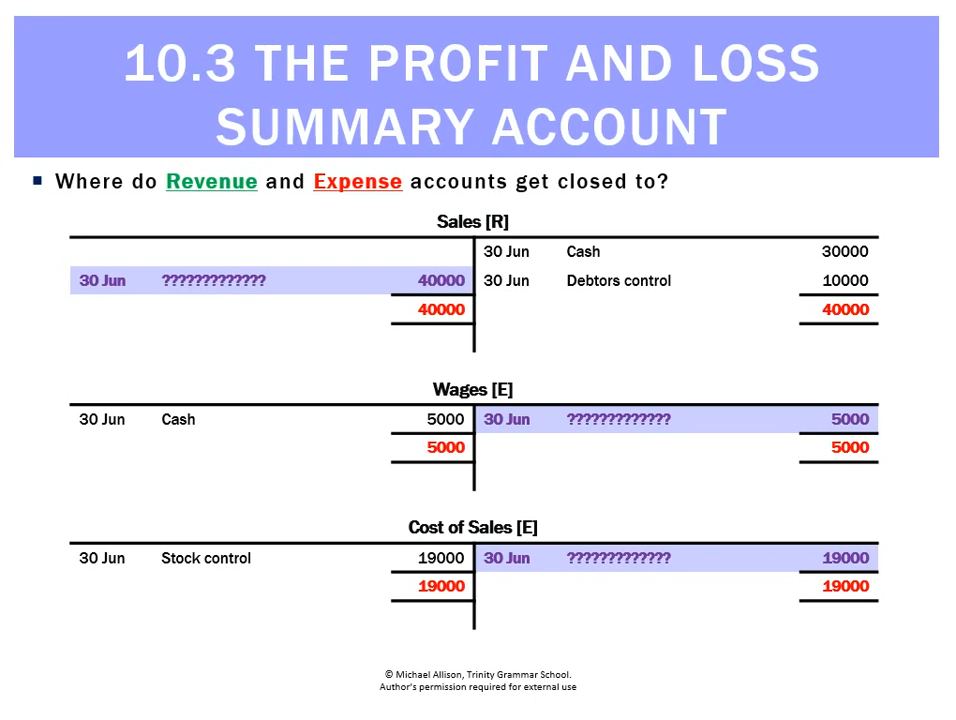 10.3 THE PROFIT AND LOSS
SUMMARY ACCOUNT
▪ Where do Revenue and Expense accounts get closed to?
Sales [R]
30 Jun Cash 30000
30 Jun ????????????? 40000 30 Jun Debtors control 10000
40000 40000
Wages [E]
30 Jun Cash 5000 30 Jun ????????????? 5000
5000 5000
Cost of Sales [E]
30 Jun Stock control 19000 30 Jun ????????????? 19000
19000 19000
© Michael Allison, Trinity Grammar School.
Author's permission required for external use